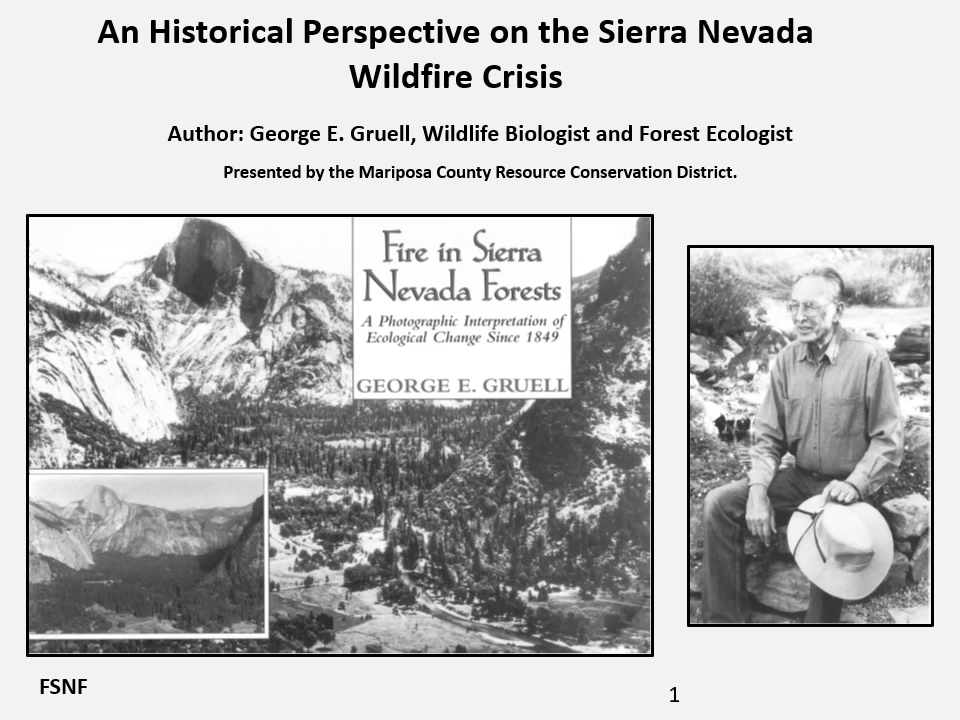 An Historical Perspective on the Sierra Nevada
Wildfire Crisis
Author: George E. Gruell, Wildlife Biologist and Forest Ecologist
Presented by the Mariposa County Resource Conservation District.
Fire in Sierra
Nevada Forests
A Photographic Interpretation of
Ecological Change Since 1849
GEORGE E. GRUELL
FSNF
1